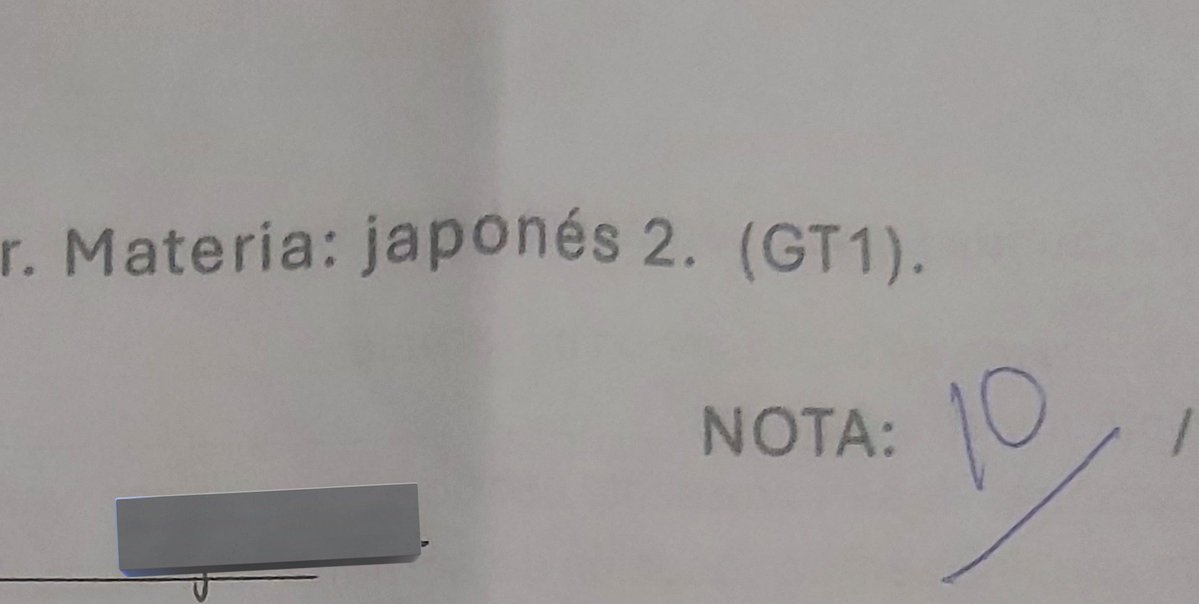 r. Materia: japonés 2. (GT1).
NOTA: 10 /